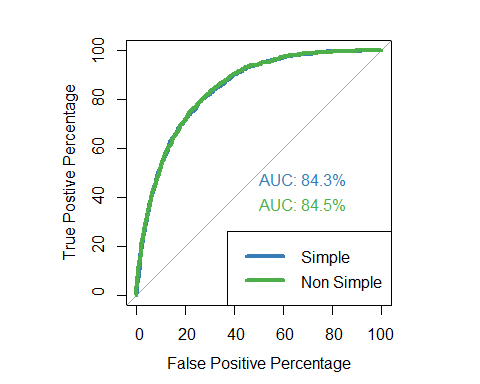 True Postive Percentage
100
80
60
40
20
0
AUC: 84.3%
AUC: 84.5%
Simple
Non Simple
0 20 40 60 80 100
False Positive Percentage